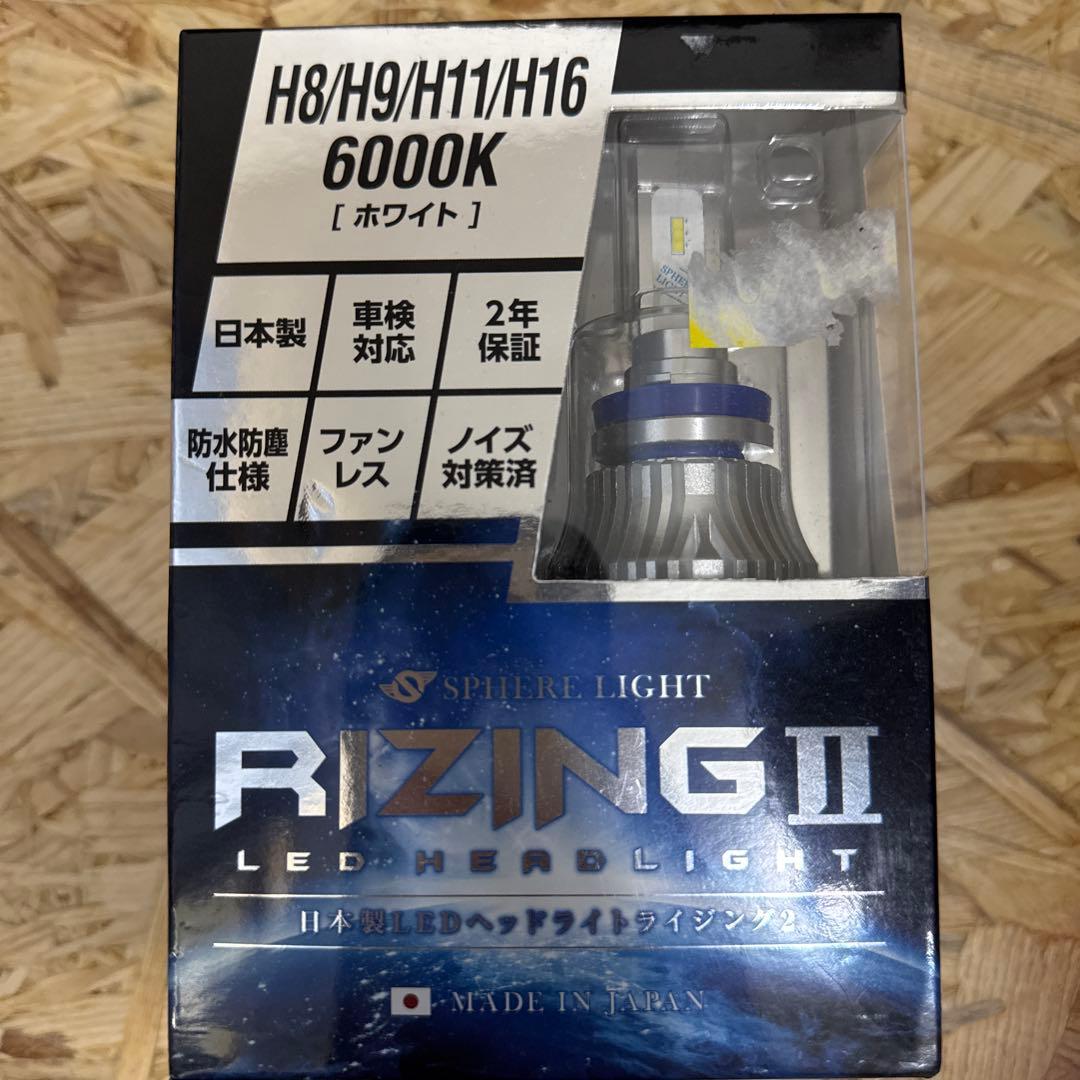 H8/H9/H11/H16
6000K
[ ホワイト ]
日本製
車検
対応
2年
保証
防水防塵
仕様
ファン
レス
ノイズ
対策済
SPHERE
LIGHT
SPHERE LIGHT
RIZING II
LED HEADLIGHT
日本製LEDヘッドライトライジング2
MADE IN JAPAN